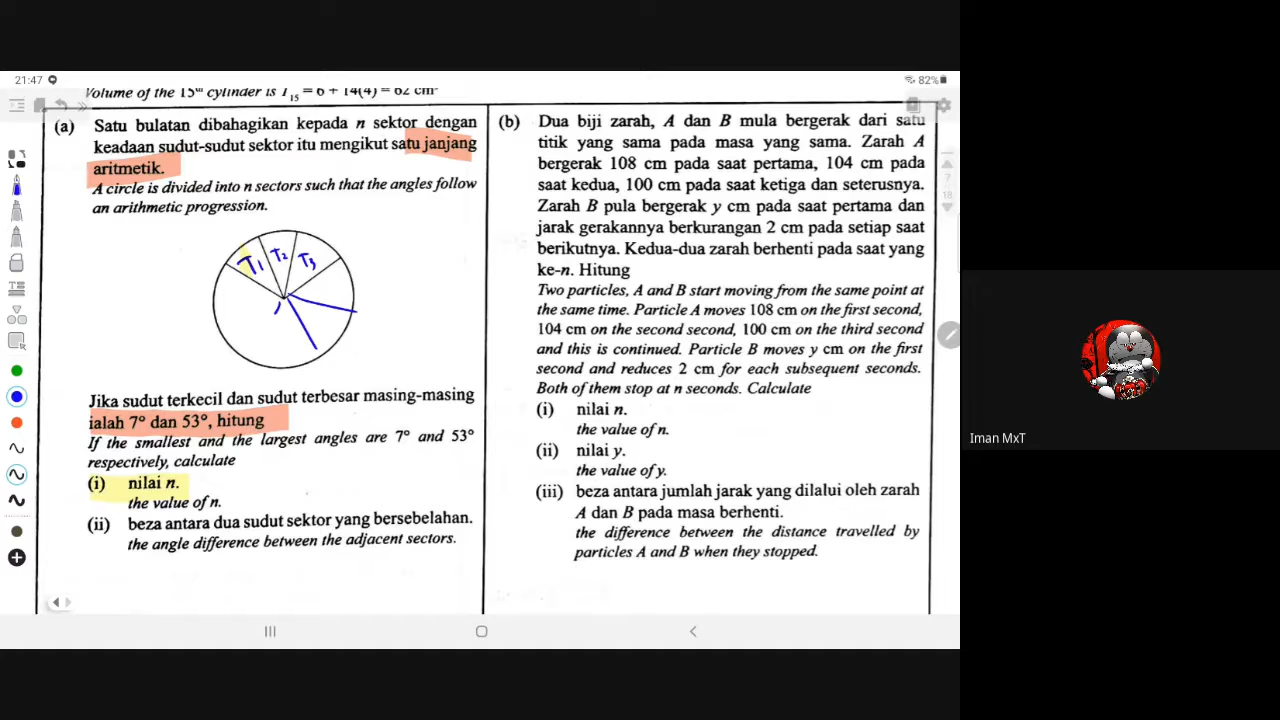 21:47
82%
Volume of the 15th cylinder is T15 = 6 + 14(4) = 62 cm³
(a) Satu bulatan dibahagikan kepada n sektor dengan
keadaan sudut-sudut sektor itu mengikut satu janjang
aritmetik.
A circle is divided into n sectors such that the angles follow
an arithmetic progression.
T1 T2 T3
Jika sudut terkecil dan sudut terbesar masing-masing
ialah 7° dan 53°, hitung
If the smallest and the largest angles are 7° and 53°
respectively, calculate
(i) nilai n.
the value of n.
(ii) beza antara dua sudut sektor yang bersebelahan.
the angle difference between the adjacent sectors.
(b) Dua biji zarah, A dan B mula bergerak dari satu
titik yang sama pada masa yang sama. Zarah A
bergerak 108 cm pada saat pertama, 104 cm pada
saat kedua, 100 cm pada saat ketiga dan seterusnya.
Zarah B pula bergerak y cm pada saat pertama dan
jarak gerakannya berkurangan 2 cm pada setiap saat
berikutnya. Kedua-dua zarah berhenti pada saat yang
ke-n. Hitung
Two particles, A and B start moving from the same point at
the same time. Particle A moves 108 cm on the first second,
104 cm on the second second, 100 cm on the third second
and this is continued. Particle B moves y cm on the first
second and reduces 2 cm for each subsequent seconds.
Both of them stop at n seconds. Calculate
(i) nilai n.
the value of n.
(ii) nilai y.
the value of y.
(iii) beza antara jumlah jarak yang dilalui oleh zarah
A dan B pada masa berhenti.
the difference between the distance travelled by
particles A and B when they stopped.
7
18
Iman MxT